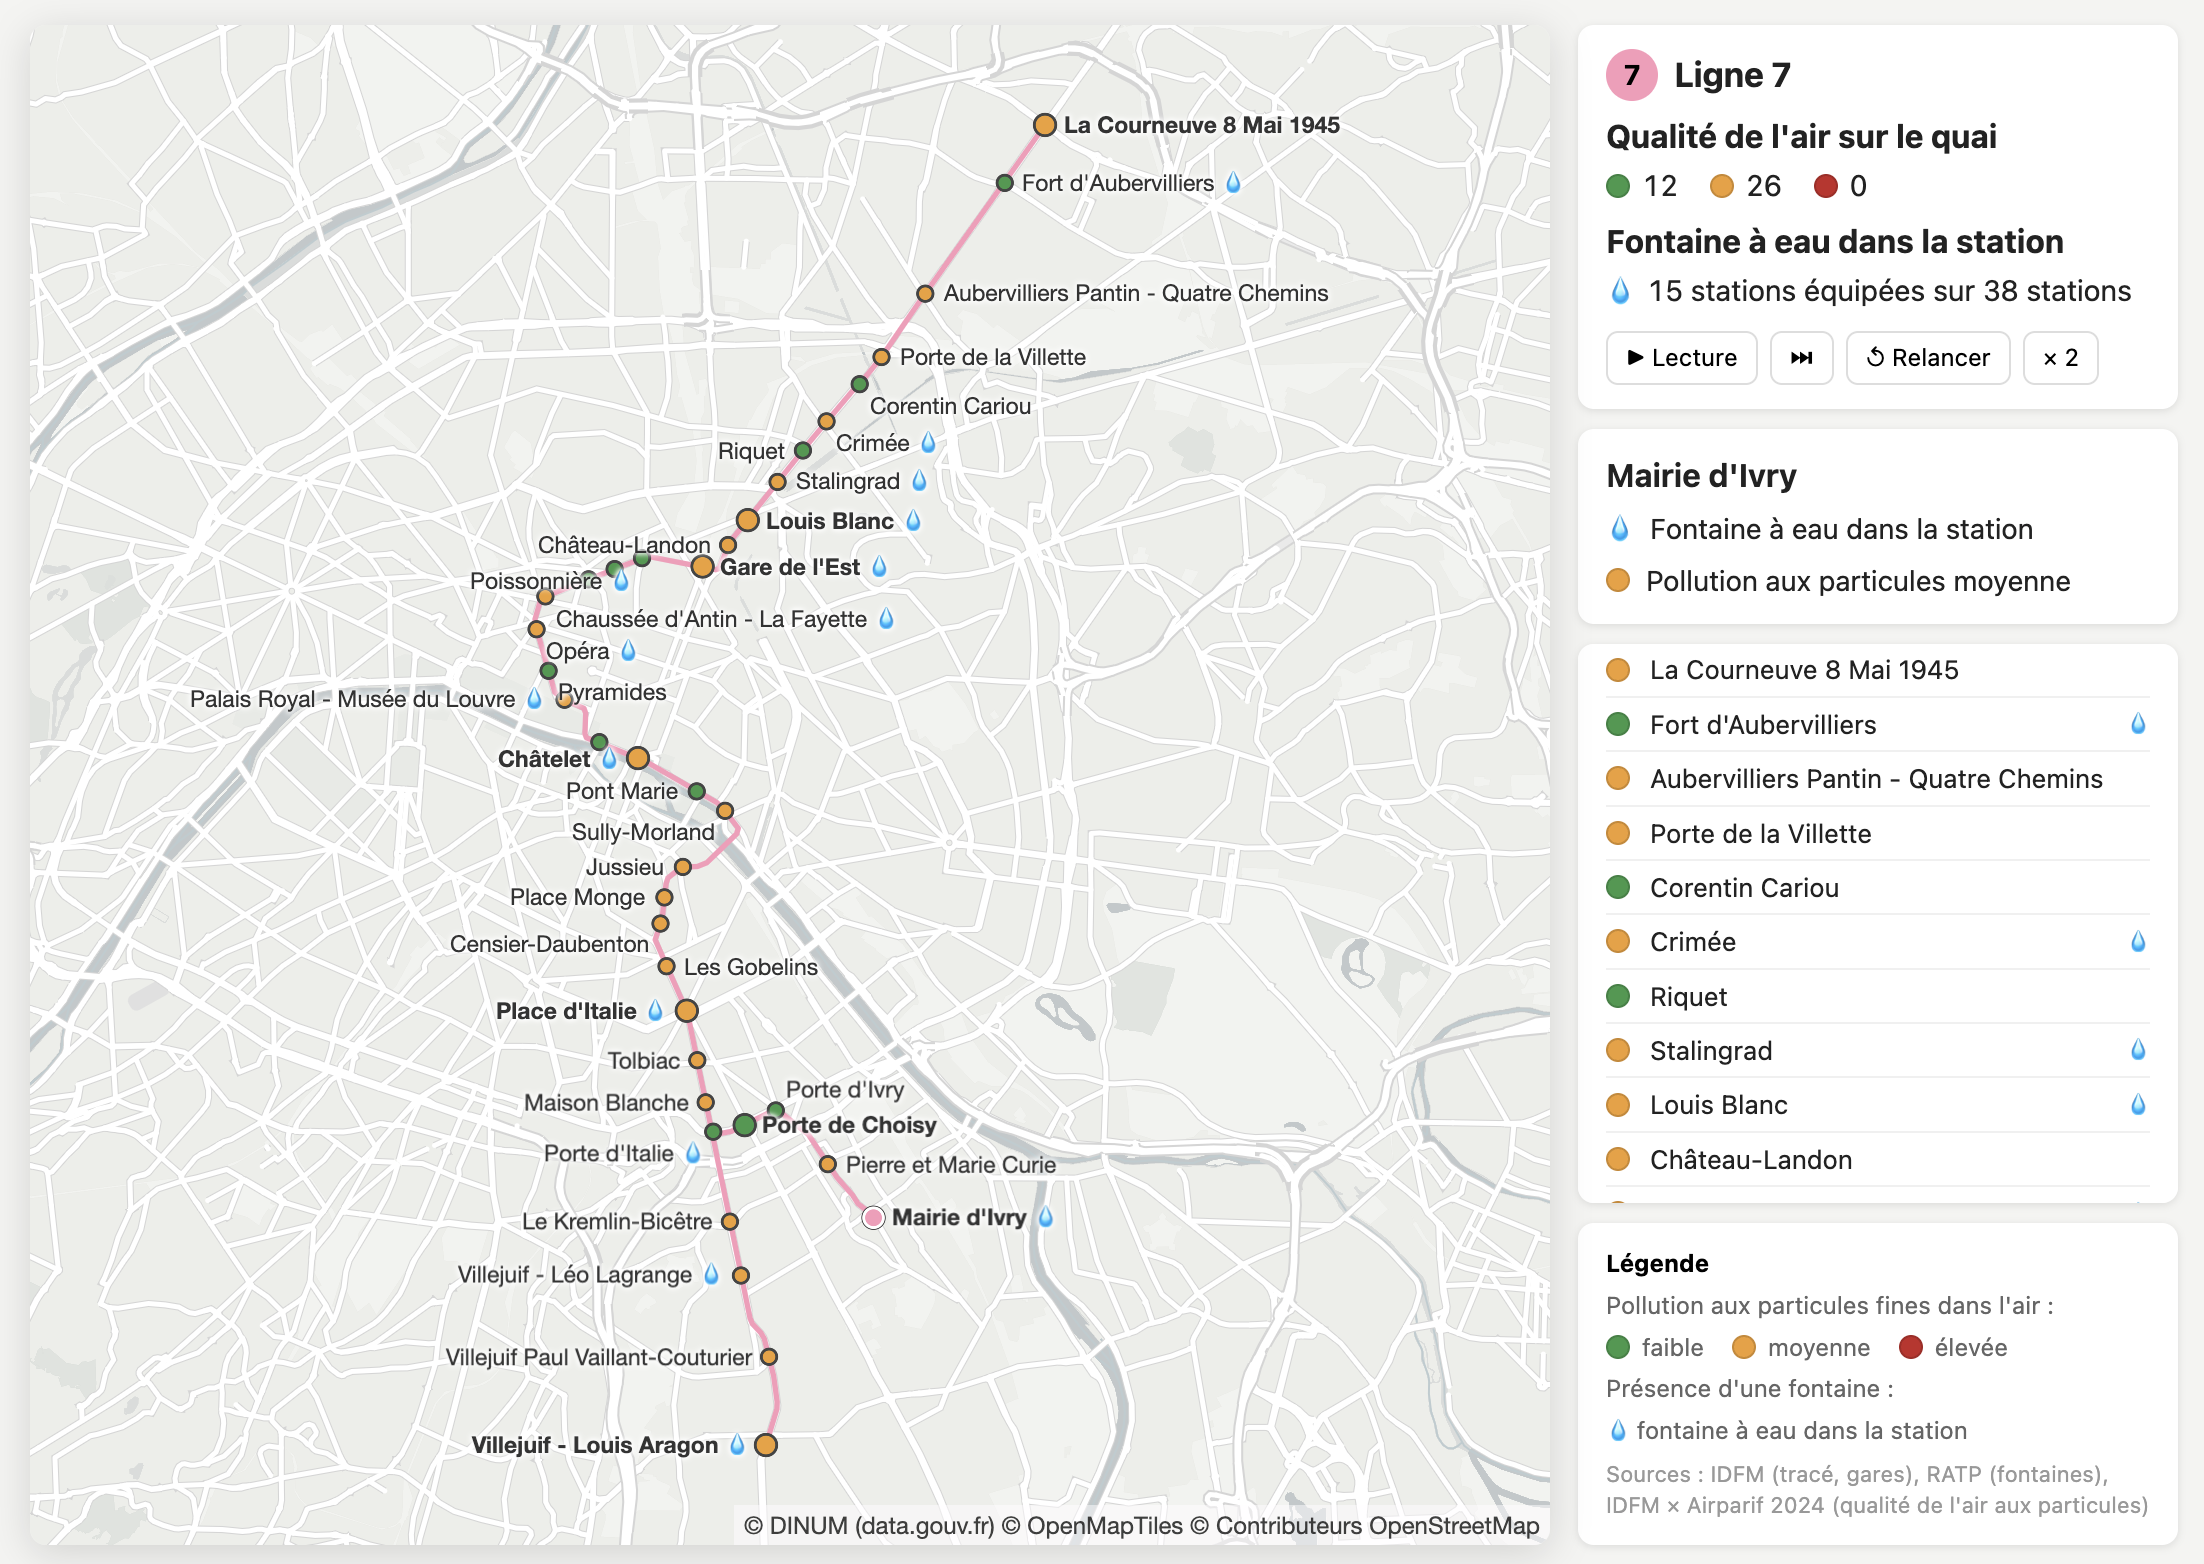 La Courneuve 8 Mai 1945
Fort d'Aubervilliers
Aubervilliers Pantin - Quatre Chemins
Porte de la Villette
Corentin Cariou
Crimée
Riquet
Stalingrad
Louis Blanc
Château-Landon
Gare de l'Est
Poissonnière
Chaussée d'Antin - La Fayette
Opéra
Pyramides
Palais Royal - Musée du Louvre
Châtelet
Pont Marie
Sully-Morland
Jussieu
Place Monge
Censier-Daubenton
Les Gobelins
Place d'Italie
Tolbiac
Maison Blanche
Porte d'Ivry
Porte de Choisy
Porte d'Italie
Pierre et Marie Curie
Mairie d'Ivry
Le Kremlin-Bicêtre
Villejuif - Léo Lagrange
Villejuif Paul Vaillant-Couturier
Villejuif - Louis Aragon
© DINUM (data.gouv.fr) © OpenMapTiles © Contributeurs OpenStreetMap
7 Ligne 7
Qualité de l'air sur le quai
12 26 0
Fontaine à eau dans la station
15 stations équipées sur 38 stations
Lecture Relancer × 2
Mairie d'Ivry
Fontaine à eau dans la station
Pollution aux particules moyenne
La Courneuve 8 Mai 1945
Fort d'Aubervilliers
Aubervilliers Pantin - Quatre Chemins
Porte de la Villette
Corentin Cariou
Crimée
Riquet
Stalingrad
Louis Blanc
Château-Landon
Légende
Pollution aux particules fines dans l'air :
faible moyenne élevée
Présence d'une fontaine :
fontaine à eau dans la station
Sources : IDFM (tracé, gares), RATP (fontaines),
IDFM × Airparif 2024 (qualité de l'air aux particules)